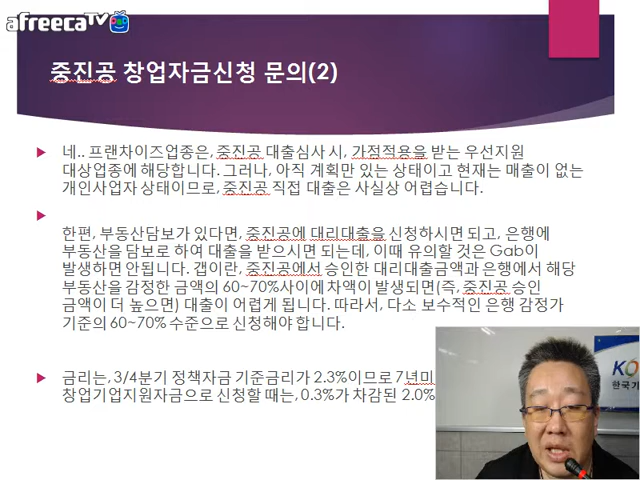 afreecaTV
중진공 창업자금신청 문의(2)
네.. 프랜차이즈업종은, 중진공 대출심사 시, 가점적용을 받는 우선지원
대상업종에 해당합니다. 그러나, 아직 계획만 있는 상태이고 현재는 매출이 없는
개인사업자 상태이므로, 중진공 직접 대출은 사실상 어렵습니다.
한편, 부동산담보가 있다면, 중진공에 대리대출을 신청하시면 되고, 은행에
부동산을 담보로 하여 대출을 받으시면 되는데, 이때 유의할 것은 Gab이
발생하면 안됩니다. 갭이란, 중진공에서 승인한 대리대출금액과 은행에서 해당
부동산을 감정한 금액의 60~70%사이에 차액이 발생되면(즉, 중진공 승인
금액이 더 높으면) 대출이 어렵게 됩니다. 따라서, 다소 보수적인 은행 감정가
기준의 60~70% 수준으로 신청해야 합니다.
금리는, 3/4분기 정책자금 기준금리가 2.3%이므로 7년미
창업기업지원자금으로 신청할 때는, 0.3%가 차감된 2.0%
KO
한국기